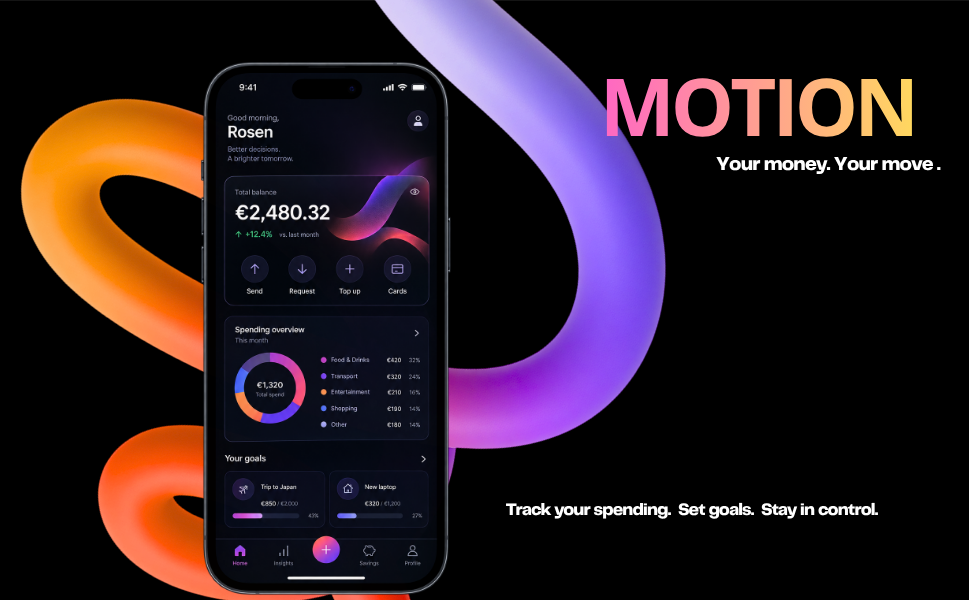 9:41
Good morning,
Rosen
Better decisions.
A brighter tomorrow.
Total balance
€2,480.32
+12.4% vs. last month
Send Request Top up Cards
Spending overview
This month
€1,320
Total spend
Food & Drinks €420 32%
Transport €320 24%
Entertainment €210 16%
Shopping €190 14%
Other €180 14%
Your goals
Trip to Japan
€850 / €2,000
43%
New laptop
€320 / €1,200
27%
Home Insights Savings Profile
MOTION
Your money. Your move.
Track your spending. Set goals. Stay in control.